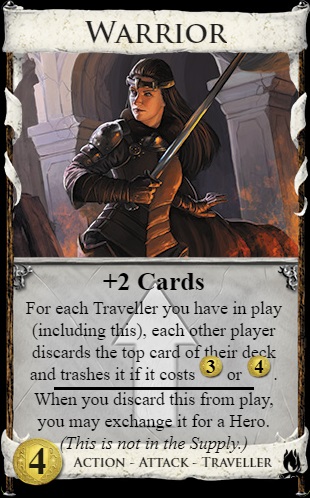 WARRIOR
+2 Cards
For each Traveller you have in play
(including this), each other player
discards the top card of their deck
and trashes it if it costs 3 or 4 .
When you discard this from play,
you may exchange it for a Hero.
(This is not in the Supply.)
4 ACTION - ATTACK - TRAVELLER